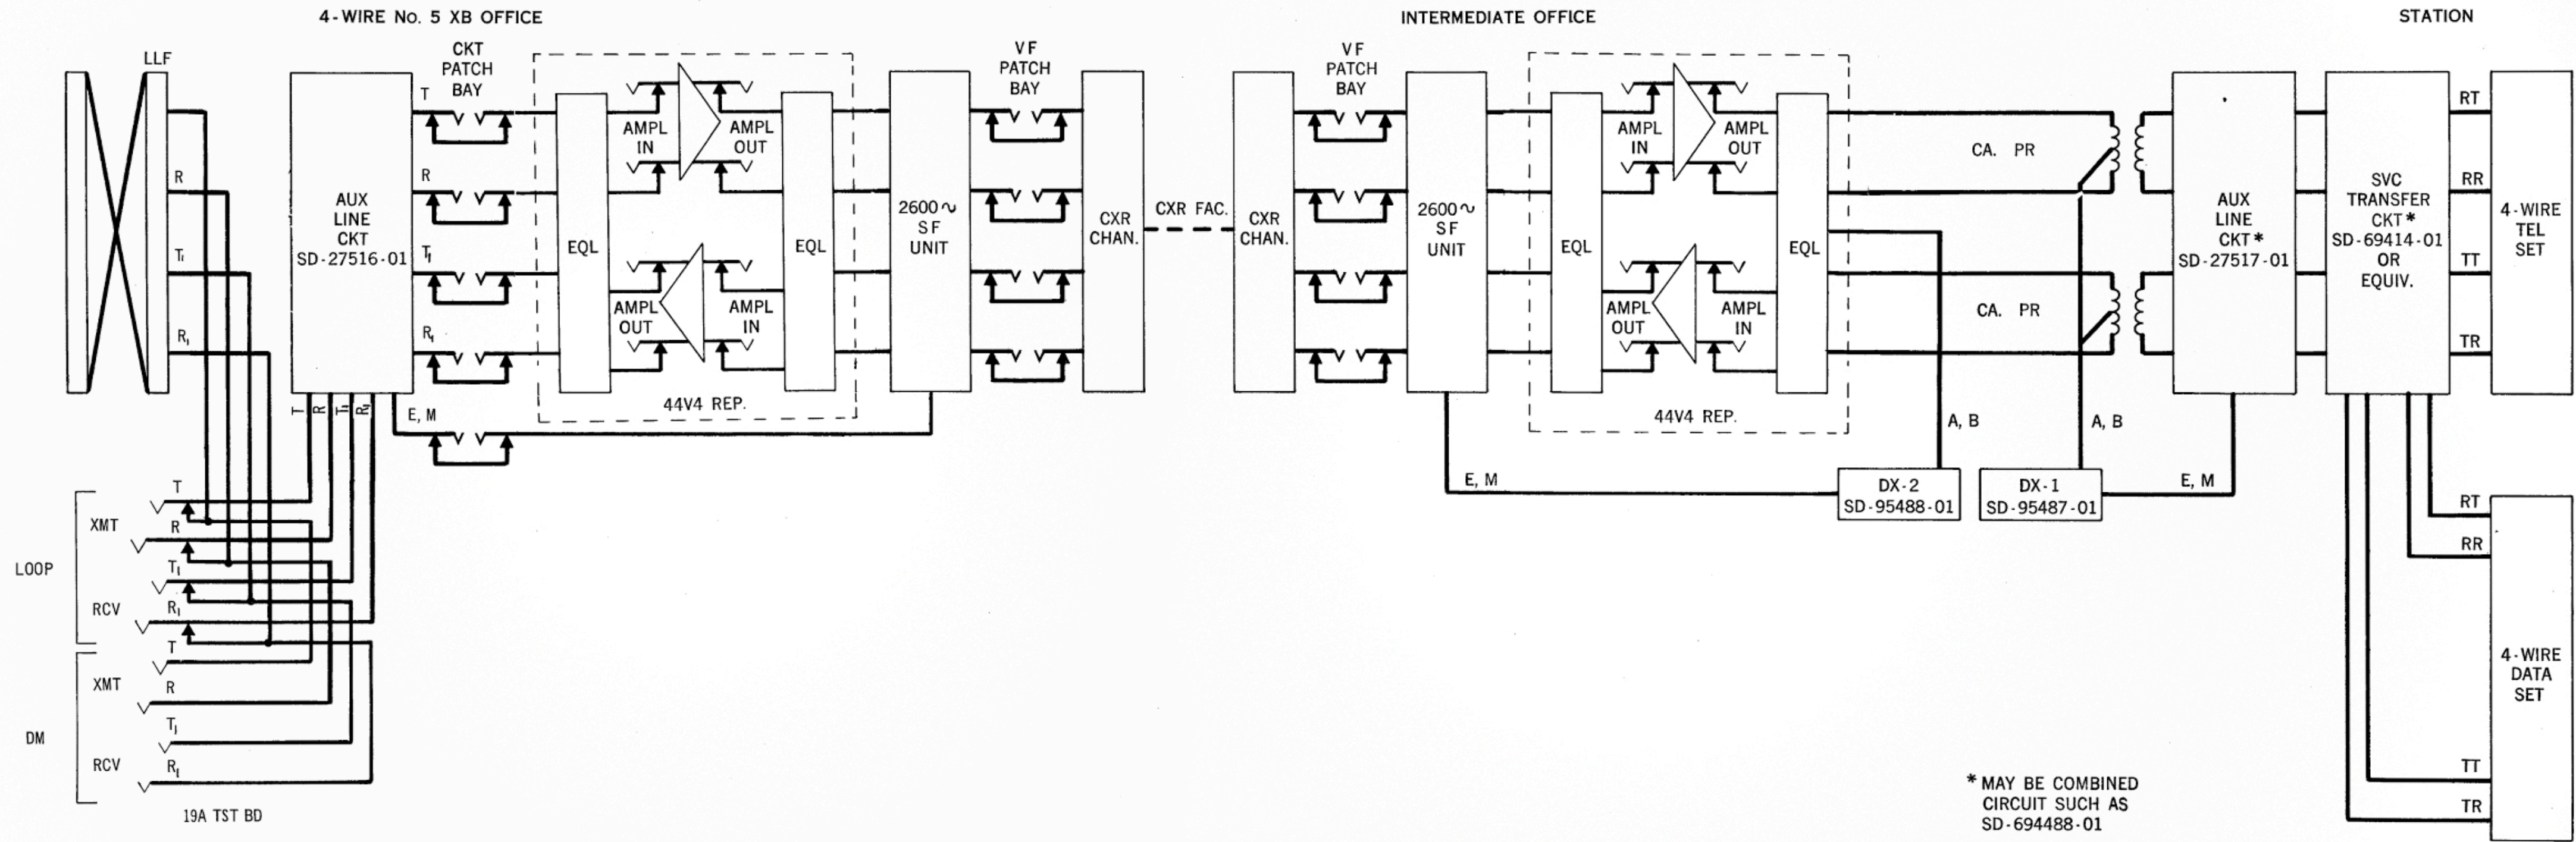 4-WIRE No. 5 XB OFFICE
INTERMEDIATE OFFICE
STATION
LLF
R
T₁
R₁
AUX
LINE
CKT
SD-27516-01
T
R
T₁
R₁
CKT
PATCH
BAY
T
R
T₁
R₁
E, M
EQL
AMPL
IN
AMPL
OUT
AMPL
OUT
AMPL
IN
EQL
44V4 REP.
2600~
SF
UNIT
VF
PATCH
BAY
CXR
CHAN.
CXR FAC.
CXR
CHAN.
VF
PATCH
BAY
2600~
SF
UNIT
EQL
AMPL
IN
AMPL
OUT
AMPL
OUT
AMPL
IN
EQL
44V4 REP.
CA. PR
CA. PR
A, B
A, B
E, M
DX-2
SD-95488-01
DX-1
SD-95487-01
E, M
AUX
LINE
CKT*
SD-27517-01
SVC
TRANSFER
CKT*
SD-69414-01
OR
EQUIV.
RT
RR
TT
TR
4-WIRE
TEL
SET
RT
RR
TT
TR
4-WIRE
DATA
SET
LOOP
XMT
RCV
T
R
T₁
R₁
DM
XMT
RCV
T
R
T₁
R₁
19A TST BD
* MAY BE COMBINED
CIRCUIT SUCH AS
SD-694488-01